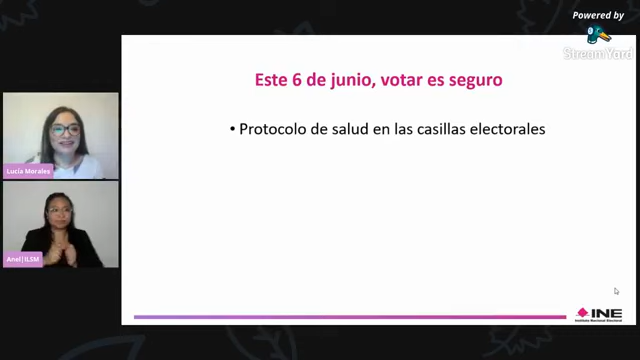 Powered by
StreamYard
Este 6 de junio, votar es seguro
• Protocolo de salud en las casillas electorales
Lucía Morales
Anel|ILSM
INE
Instituto Nacional Electoral